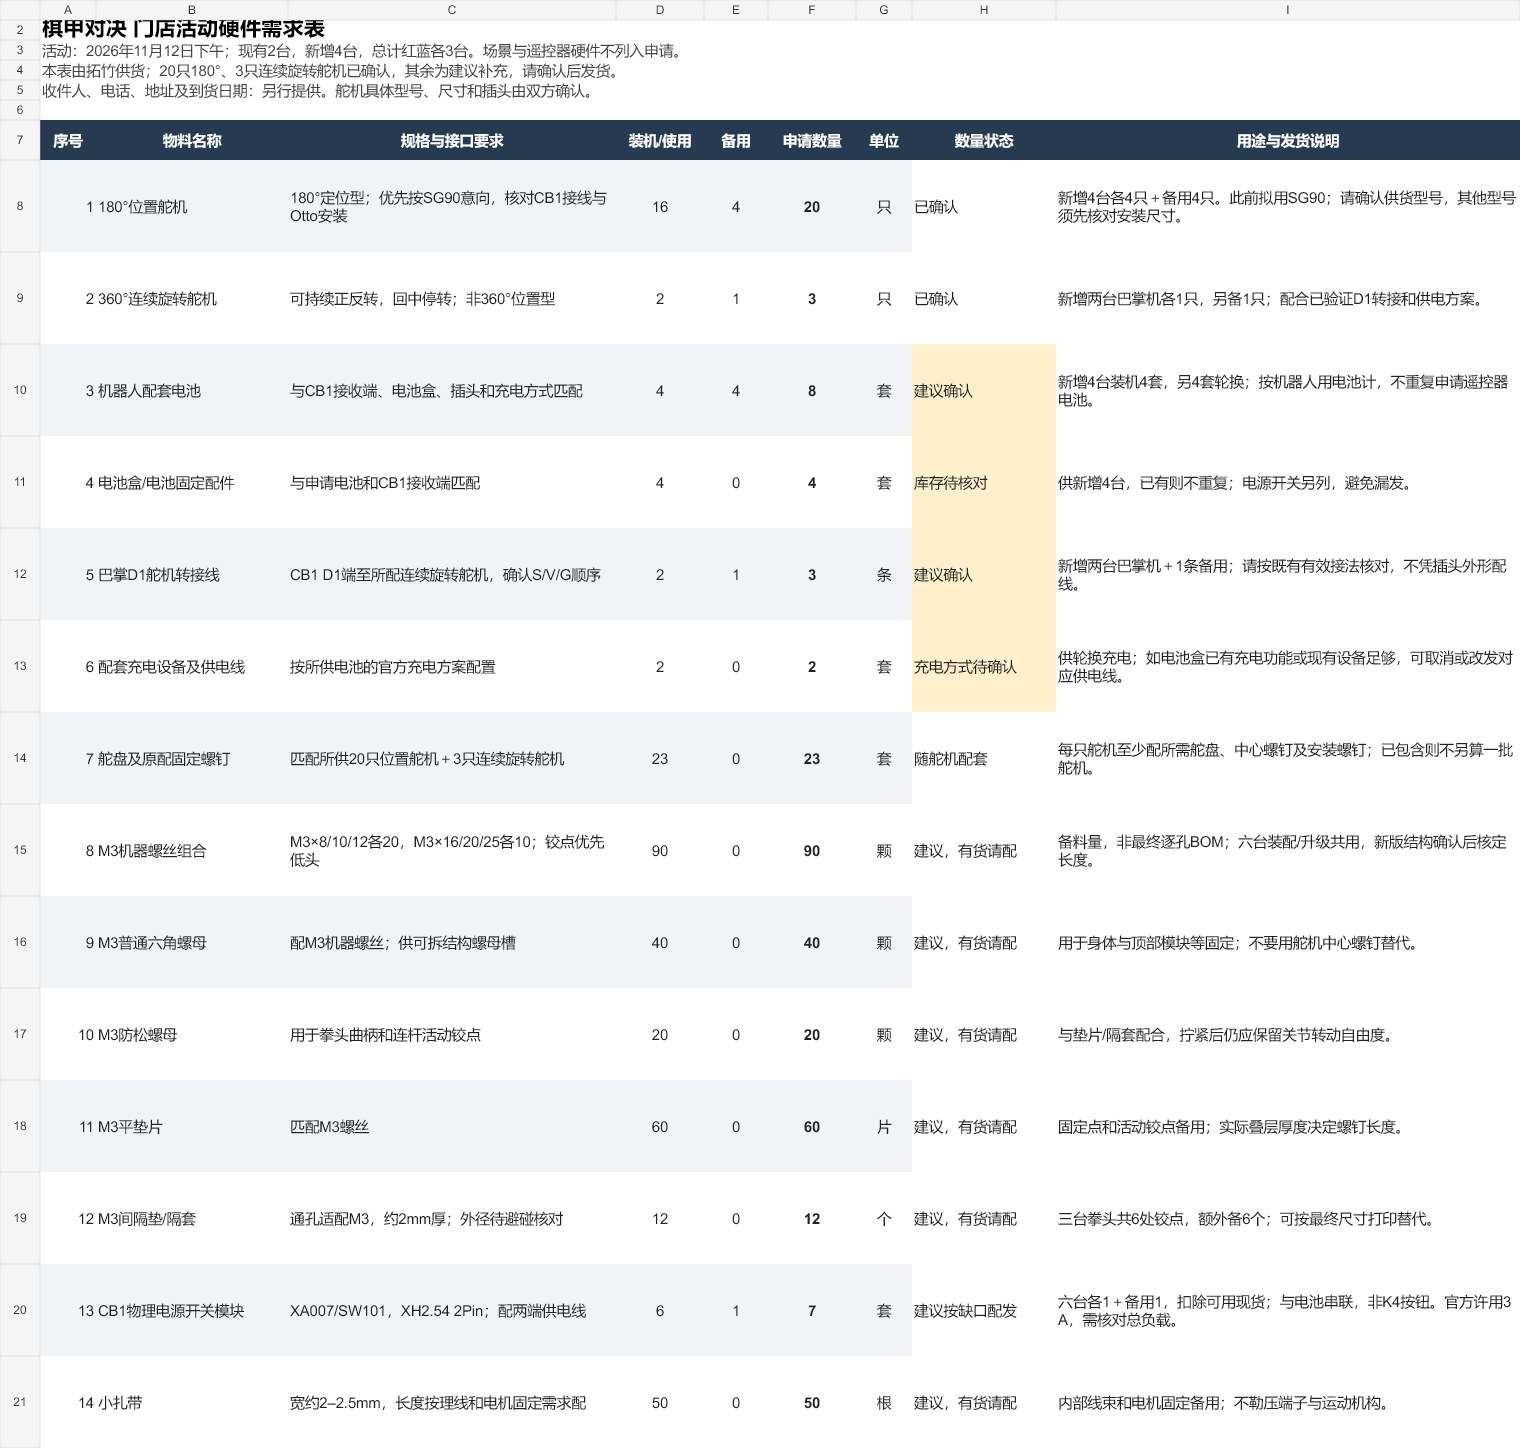 A B C D E F G H I
2 棋甲对决 门店活动硬件需求表
3 活动：2026年11月12日下午；现有2台，新增4台，总计红蓝各3台。场景与遥控器硬件不列入申请。
4 本表由拓竹供货；20只180°、3只连续旋转舵机已确认，其余为建议补充，请确认后发货。
5 收件人、电话、地址及到货日期：另行提供。舵机具体型号、尺寸和插头由双方确认。
6
7 序号 物料名称 规格与接口要求 装机/使用 备用 申请数量 单位 数量状态 用途与发货说明
8 1 180°位置舵机 180°定位型；优先按SG90意向，核对CB1接线与 16 4 20 只 已确认 新增4台各4只＋备用4只。此前拟用SG90；请确认供货型号，其他型号
Otto安装 须先核对安装尺寸。
9 2 360°连续旋转舵机 可持续正反转，回中停转；非360°位置型 2 1 3 只 已确认 新增两台巴掌机各1只，另备1只；配合已验证D1转接和供电方案。
10 3 机器人配套电池 与CB1接收端、电池盒、插头和充电方式匹配 4 4 8 套 建议确认 新增4台装机4套，另4套轮换；按机器人用电池计，不重复申请遥控器
电池。
11 4 电池盒/电池固定配件 与申请电池和CB1接收端匹配 4 0 4 套 库存待核对 供新增4台，已有则不重复；电源开关另列，避免漏发。
12 5 巴掌D1舵机转接线 CB1 D1端至所配连续旋转舵机，确认S/V/G顺序 2 1 3 条 建议确认 新增两台巴掌机＋1条备用；请按既有有效接法核对，不凭插头外形配
线。
13 6 配套充电设备及供电线 按所供电池的官方充电方案配置 2 0 2 套 充电方式待确认 供轮换充电；如电池盒已有充电功能或现有设备足够，可取消或改发对
应供电线。
14 7 舵盘及原配固定螺钉 匹配所供20只位置舵机＋3只连续旋转舵机 23 0 23 套 随舵机配套 每只舵机至少配所需舵盘、中心螺钉及安装螺钉；已包含则不另算一批
舵机。
15 8 M3机器螺丝组合 M3×8/10/12各20，M3×16/20/25各10；铰点优先 90 0 90 颗 建议，有货请配 备料量，非最终逐孔BOM；六台装配/升级共用，新版结构确认后核定
低头 长度。
16 9 M3普通六角螺母 配M3机器螺丝；供可拆结构螺母槽 40 0 40 颗 建议，有货请配 用于身体与顶部模块等固定；不要用舵机中心螺钉替代。
17 10 M3防松螺母 用于拳头曲柄和连杆活动铰点 20 0 20 颗 建议，有货请配 与垫片/隔套配合，拧紧后仍应保留关节转动自由度。
18 11 M3平垫片 匹配M3螺丝 60 0 60 片 建议，有货请配 固定点和活动铰点备用；实际叠层厚度决定螺钉长度。
19 12 M3间隔垫/隔套 通孔适配M3，约2mm厚；外径待避碰核对 12 0 12 个 建议，有货请配 三台拳头共6处铰点，额外备6个；可按最终尺寸打印替代。
20 13 CB1物理电源开关模块 XA007/SW101，XH2.54 2Pin；配两端供电线 6 1 7 套 建议按缺口配发 六台各1＋备用1，扣除可用现货；与电池串联，非K4按钮。官方许用3
A，需核对总负载。
21 14 小扎带 宽约2–2.5mm，长度按理线和电机固定需求配 50 0 50 根 建议，有货请配 内部线束和电机固定备用；不勒压端子与运动机构。